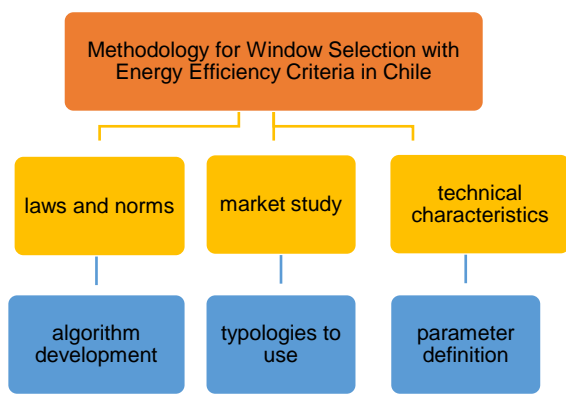 Methodology for Window Selection with
Energy Efficiency Criteria in Chile
laws and norms
market study
technical
characteristics
algorithm
development
typologies to
use
parameter
definition